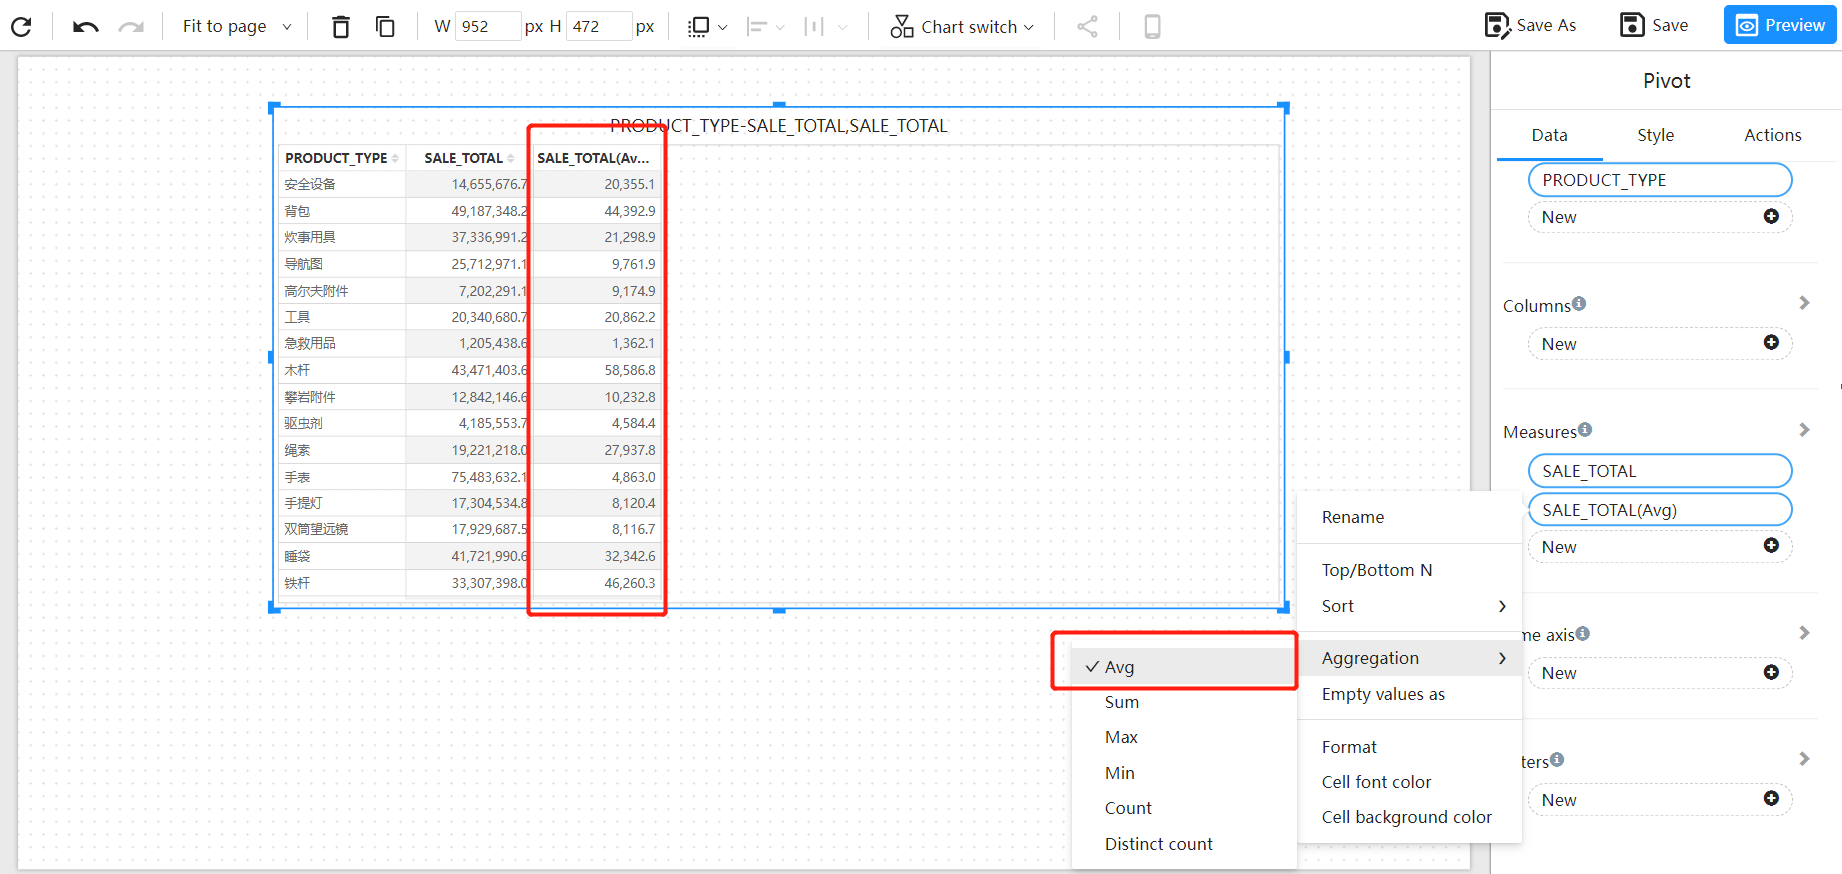 Fit to page W 952 px H 472 px Chart switch Save As Save Preview
PRODUCT_TYPE-SALE_TOTAL,SALE_TOTAL
PRODUCT_TYPE SALE_TOTAL SALE_TOTAL(Av...
安全设备 14,655,676.7 20,355.1
背包 49,187,348.2 44,392.9
炊事用具 37,336,991.2 21,298.9
导航图 25,712,971.1 9,761.9
高尔夫附件 7,202,291.1 9,174.9
工具 20,340,680.7 20,862.2
急救用品 1,205,438.6 1,362.1
木杆 43,471,403.6 58,586.8
攀岩附件 12,842,146.6 10,232.8
驱虫剂 4,185,553.7 4,584.4
绳索 19,221,218.0 27,937.8
手表 75,483,632.1 4,863.0
手提灯 17,304,534.8 8,120.4
双筒望远镜 17,929,687.5 8,116.7
睡袋 41,721,990.6 32,342.6
铁杆 33,307,398.0 46,260.3
Avg
Sum
Max
Min
Count
Distinct count
Rename
Top/Bottom N
Sort
Aggregation
Empty values as
Format
Cell font color
Cell background color
Pivot
Data Style Actions
PRODUCT_TYPE
New
Columns
New
Measures
SALE_TOTAL
SALE_TOTAL(Avg)
New
me axis
New
ters
New